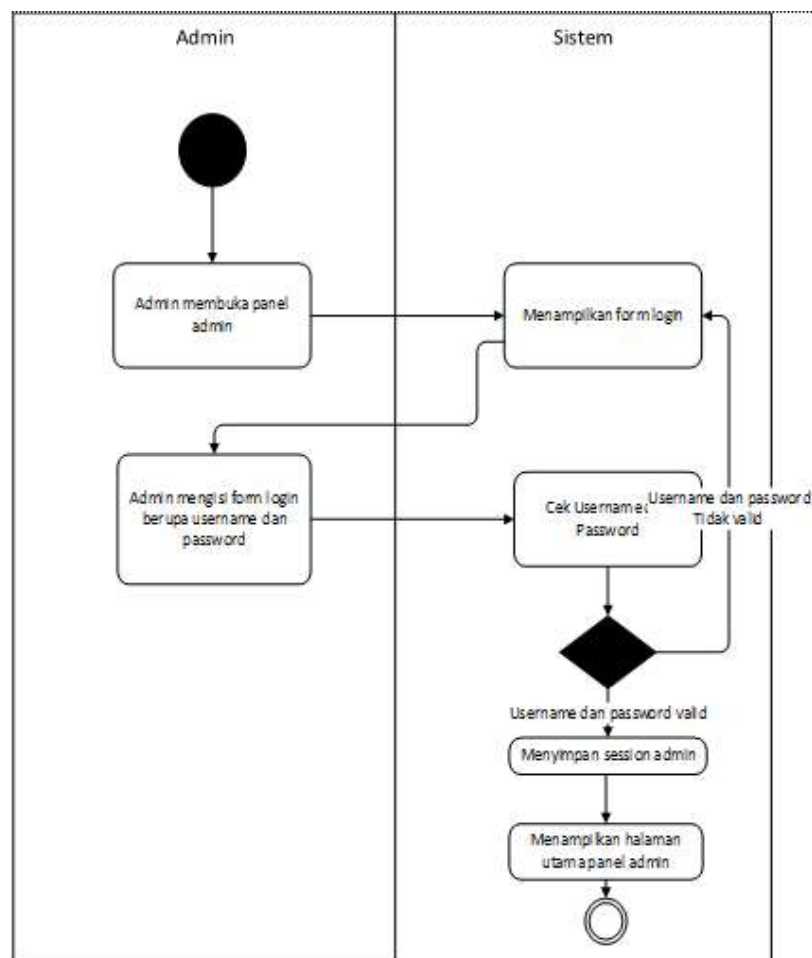 Admin
Sistem
Admin membuka panel
admin
Menampilkan form login
Admin mengisi form login
berupa username dan
password
Cek Username
Password
Username dan password
Tidak valid
Username dan password valid
Menyimpan session admin
Menampilkan halaman
utama panel admin